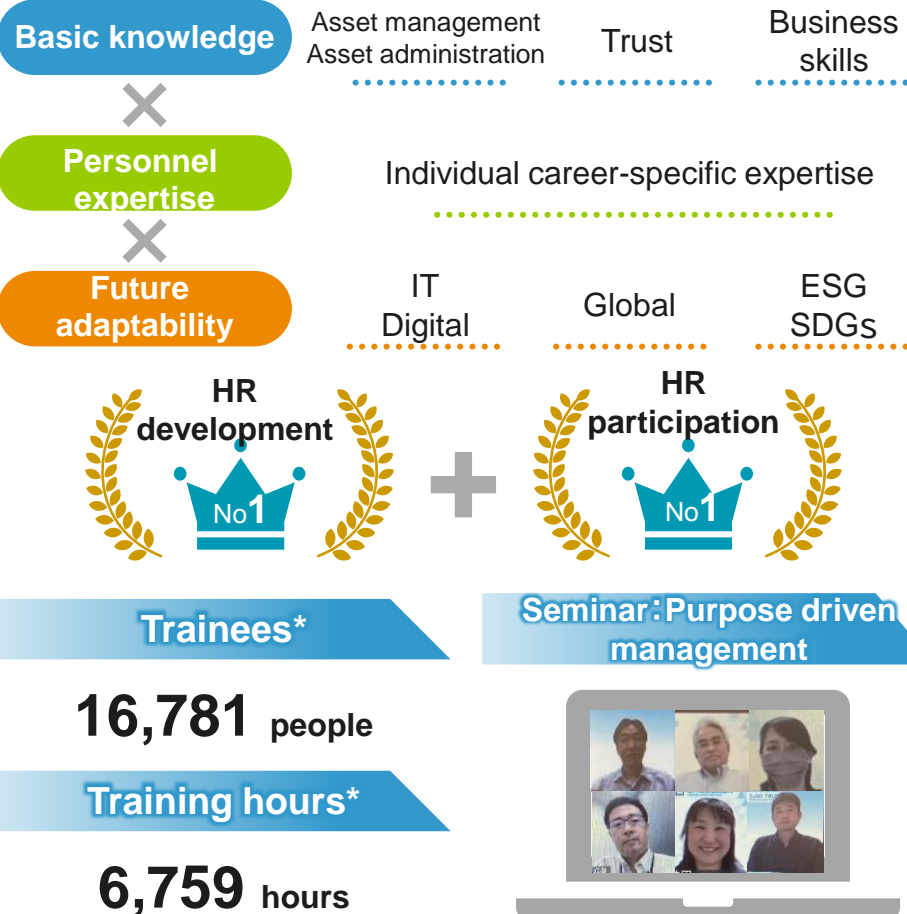 Basic knowledge
Asset management
Asset administration
Trust
Business
skills
Personnel
expertise
Individual career-specific expertise
Future
adaptability
IT
Digital
Global
ESG
SDGs
HR
development
No1
HR
participation
No1
Trainees*
16,781 people
Training hours*
6,759 hours
Seminar:Purpose driven
management